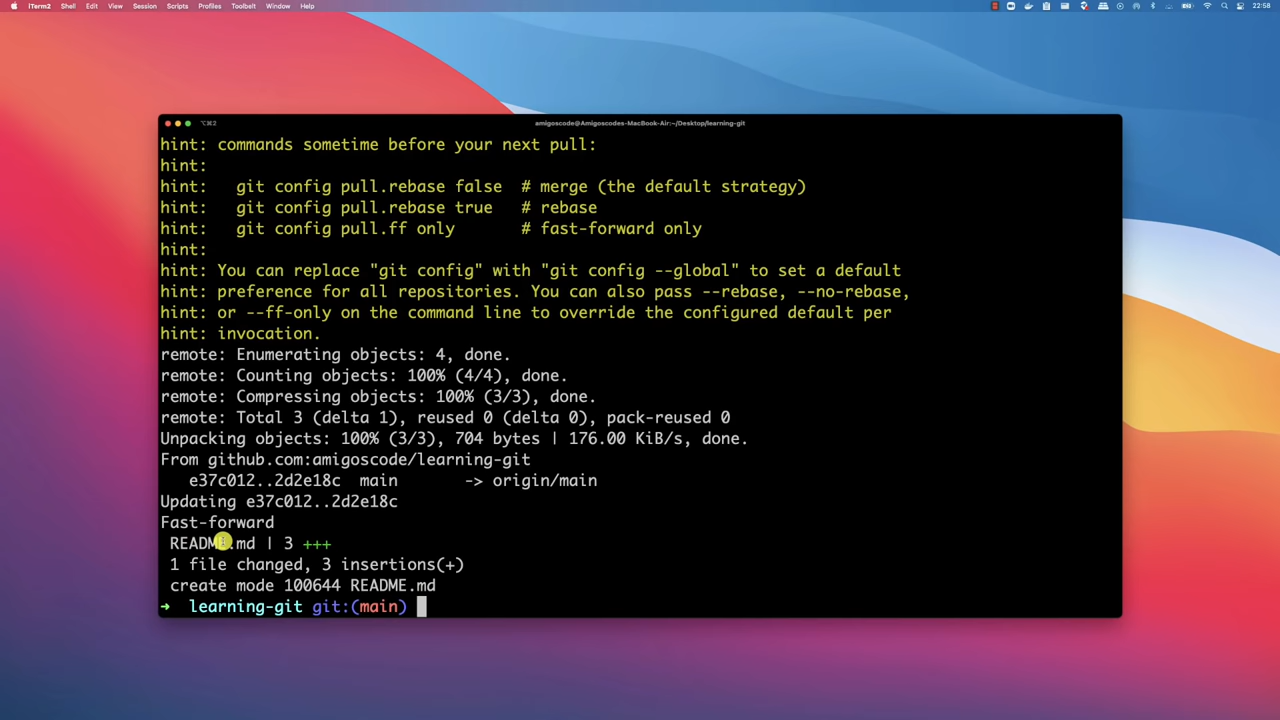 iTerm2 Shell Edit View Session Scripts Profiles Toolbelt Window Help 22:58
⌥⌘2 amigoscode@Amigoscodes-MacBook-Air:~/Desktop/learning-git
hint: commands sometime before your next pull:
hint:
hint:   git config pull.rebase false  # merge (the default strategy)
hint:   git config pull.rebase true   # rebase
hint:   git config pull.ff only       # fast-forward only
hint:
hint: You can replace "git config" with "git config --global" to set a default
hint: preference for all repositories. You can also pass --rebase, --no-rebase,
hint: or --ff-only on the command line to override the configured default per
hint: invocation.
remote: Enumerating objects: 4, done.
remote: Counting objects: 100% (4/4), done.
remote: Compressing objects: 100% (3/3), done.
remote: Total 3 (delta 1), reused 0 (delta 0), pack-reused 0
Unpacking objects: 100% (3/3), 704 bytes | 176.00 KiB/s, done.
From github.com:amigoscode/learning-git
   e37c012..2d2e18c  main       -> origin/main
Updating e37c012..2d2e18c
Fast-forward
 README.md | 3 +++
 1 file changed, 3 insertions(+)
 create mode 100644 README.md
➜  learning-git git:(main)